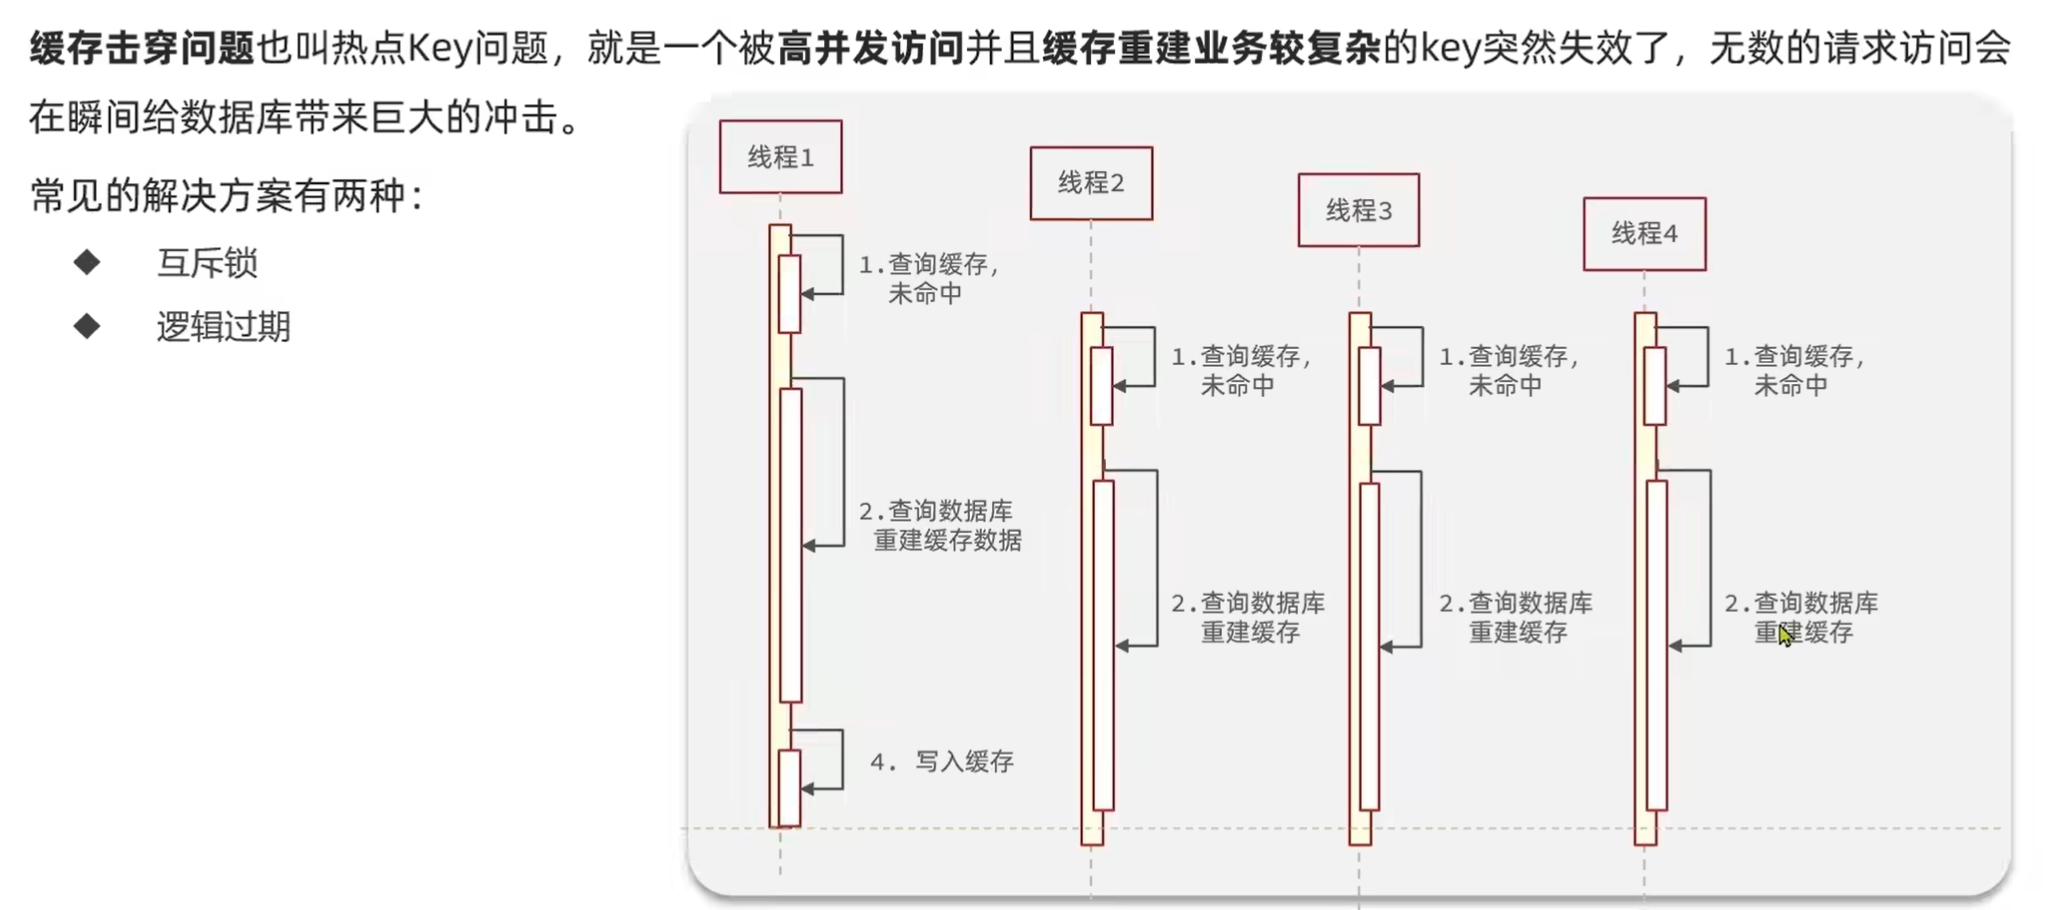 缓存击穿问题也叫热点Key问题，就是一个被高并发访问并且缓存重建业务较复杂的key突然失效了，无数的请求访问会
在瞬间给数据库带来巨大的冲击。
常见的解决方案有两种：
◆ 互斥锁
◆ 逻辑过期
线程1
1.查询缓存，
未命中
2.查询数据库
重建缓存数据
4. 写入缓存
线程2
1.查询缓存，
未命中
2.查询数据库
重建缓存
线程3
1.查询缓存，
未命中
2.查询数据库
重建缓存
线程4
1.查询缓存，
未命中
2.查询数据库
重建缓存